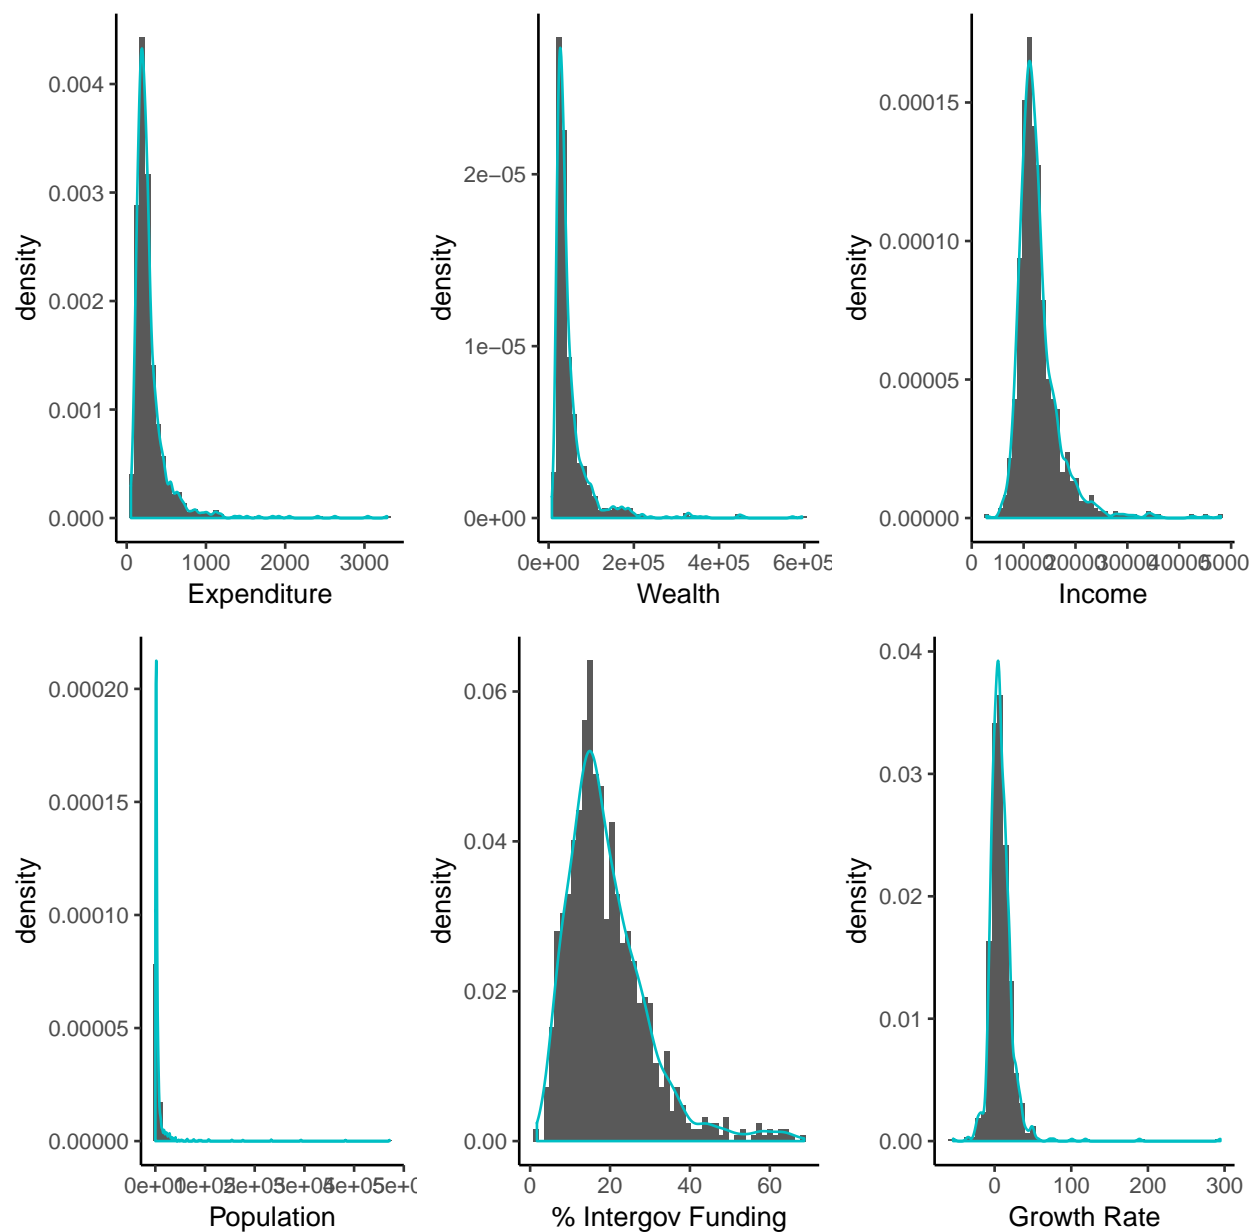 density
0.004
0.003
0.002
0.001
0.000
0
1000
2000
3000
Expenditure
density
2e−05
1e−05
0e+00
0e+00
2e+05
4e+05
Wealth
density
0.00015
0.00010
0.00005
0.00000
0
Income
density
0.00020
0.00015
0.00010
0.00005
0.00000
Population
density
0.06
0.04
0.02
0.00
0
20
40
60
% Intergov Funding
density
0.04
0.03
0.02
0.01
0.00
0
100
200
300
Growth Rate